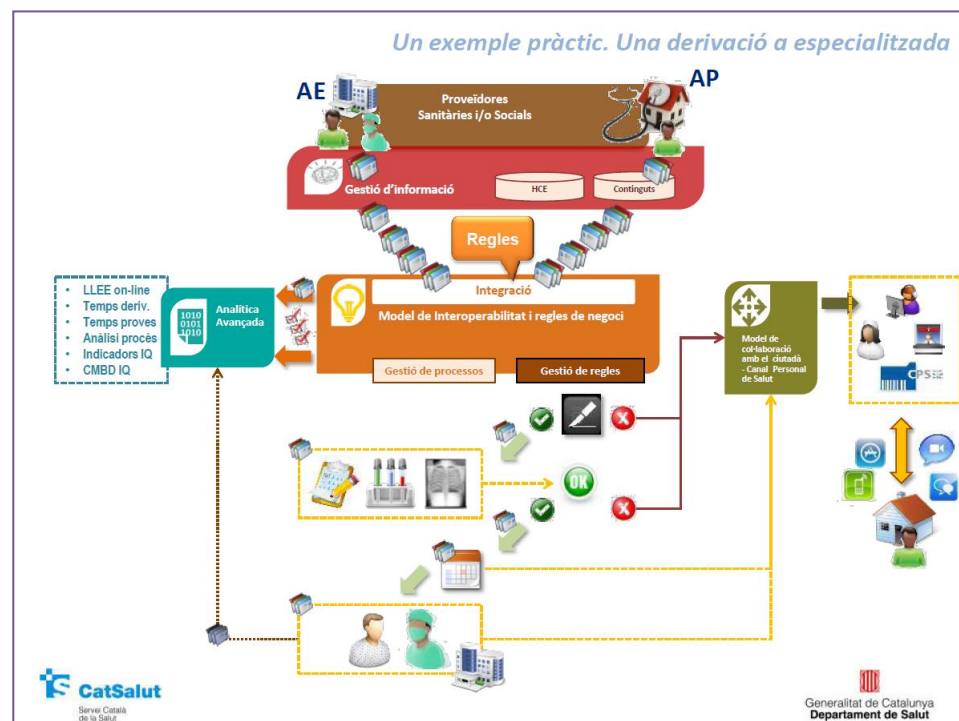 Un exemple pràctic. Una derivació a especialitzada
AE
AP
Proveïdores
Sanitàries i/o Socials
Gestió d'informació
HCE
Continguts
Regles
Integració
Model de Interoperabilitat i regles de negoci
Gestió de processos
Gestió de regles
• LLEE on-line
• Temps deriv.
• Temps proves
• Anàlisi procès
• Indicadors IQ
• CMBD IQ
1010
0101
1010
Analítica
Avançada
Model de
col·laboració
amb el ciutadà
- Canal Personal
de Salut
CPS
OK
CatSalut
Servei Català
de la Salut
Generalitat de Catalunya
Departament de Salut